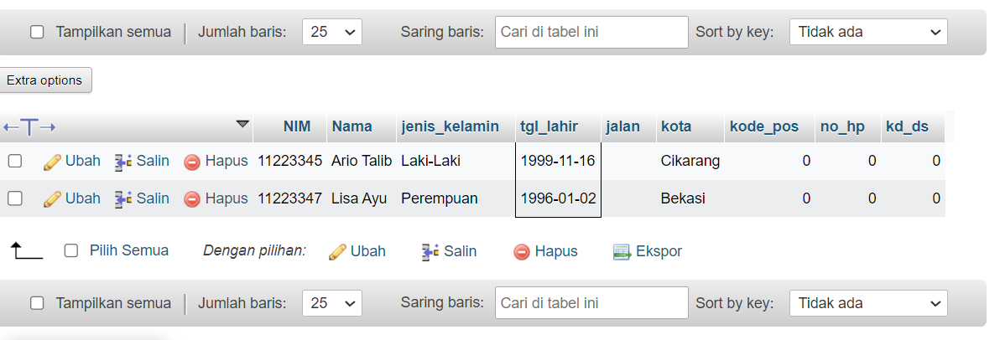 Tampilkan semua Jumlah baris: 25 Saring baris: Cari di tabel ini Sort by key: Tidak ada
Extra options
NIM Nama jenis_kelamin tgl_lahir jalan kota kode_pos no_hp kd_ds
Ubah Salin Hapus 11223345 Ario Talib Laki-Laki 1999-11-16 Cikarang 0 0 0
Ubah Salin Hapus 11223347 Lisa Ayu Perempuan 1996-01-02 Bekasi 0 0 0
Pilih Semua Dengan pilihan: Ubah Salin Hapus Ekspor
Tampilkan semua Jumlah baris: 25 Saring baris: Cari di tabel ini Sort by key: Tidak ada